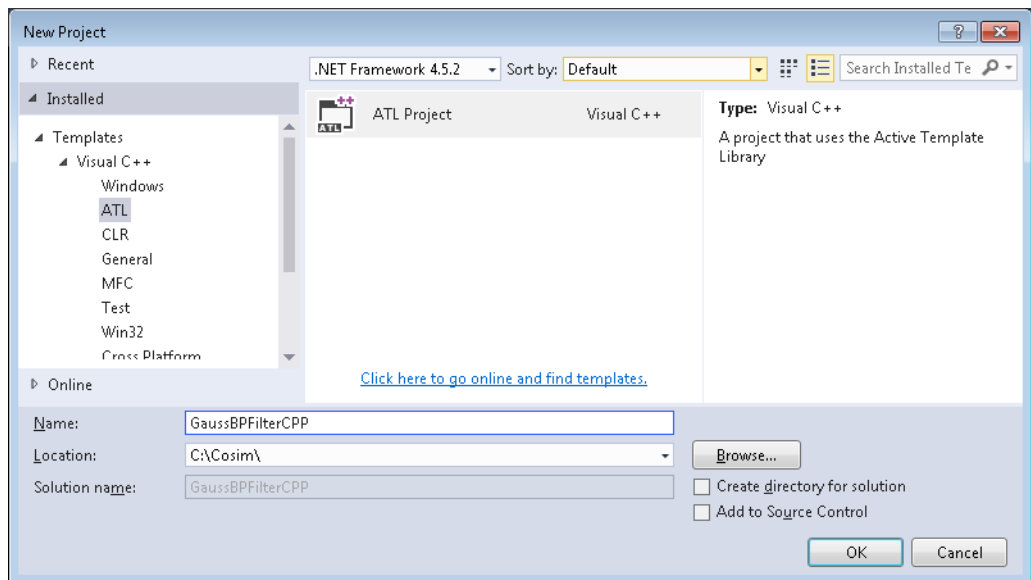 New Project
Recent
.NET Framework 4.5.2
Sort by: Default
Search Installed Te
Installed
Templates
Visual C++
Windows
ATL
CLR
General
MFC
Test
Win32
Cross Platform
Online
ATL
ATL Project
Visual C++
Type: Visual C++
A project that uses the Active Template
Library
Click here to go online and find templates.
Name:
GaussBPFilterCPP
Location:
C:\Cosim\
Browse...
Solution name:
GaussBPFilterCPP
Create directory for solution
Add to Source Control
OK
Cancel